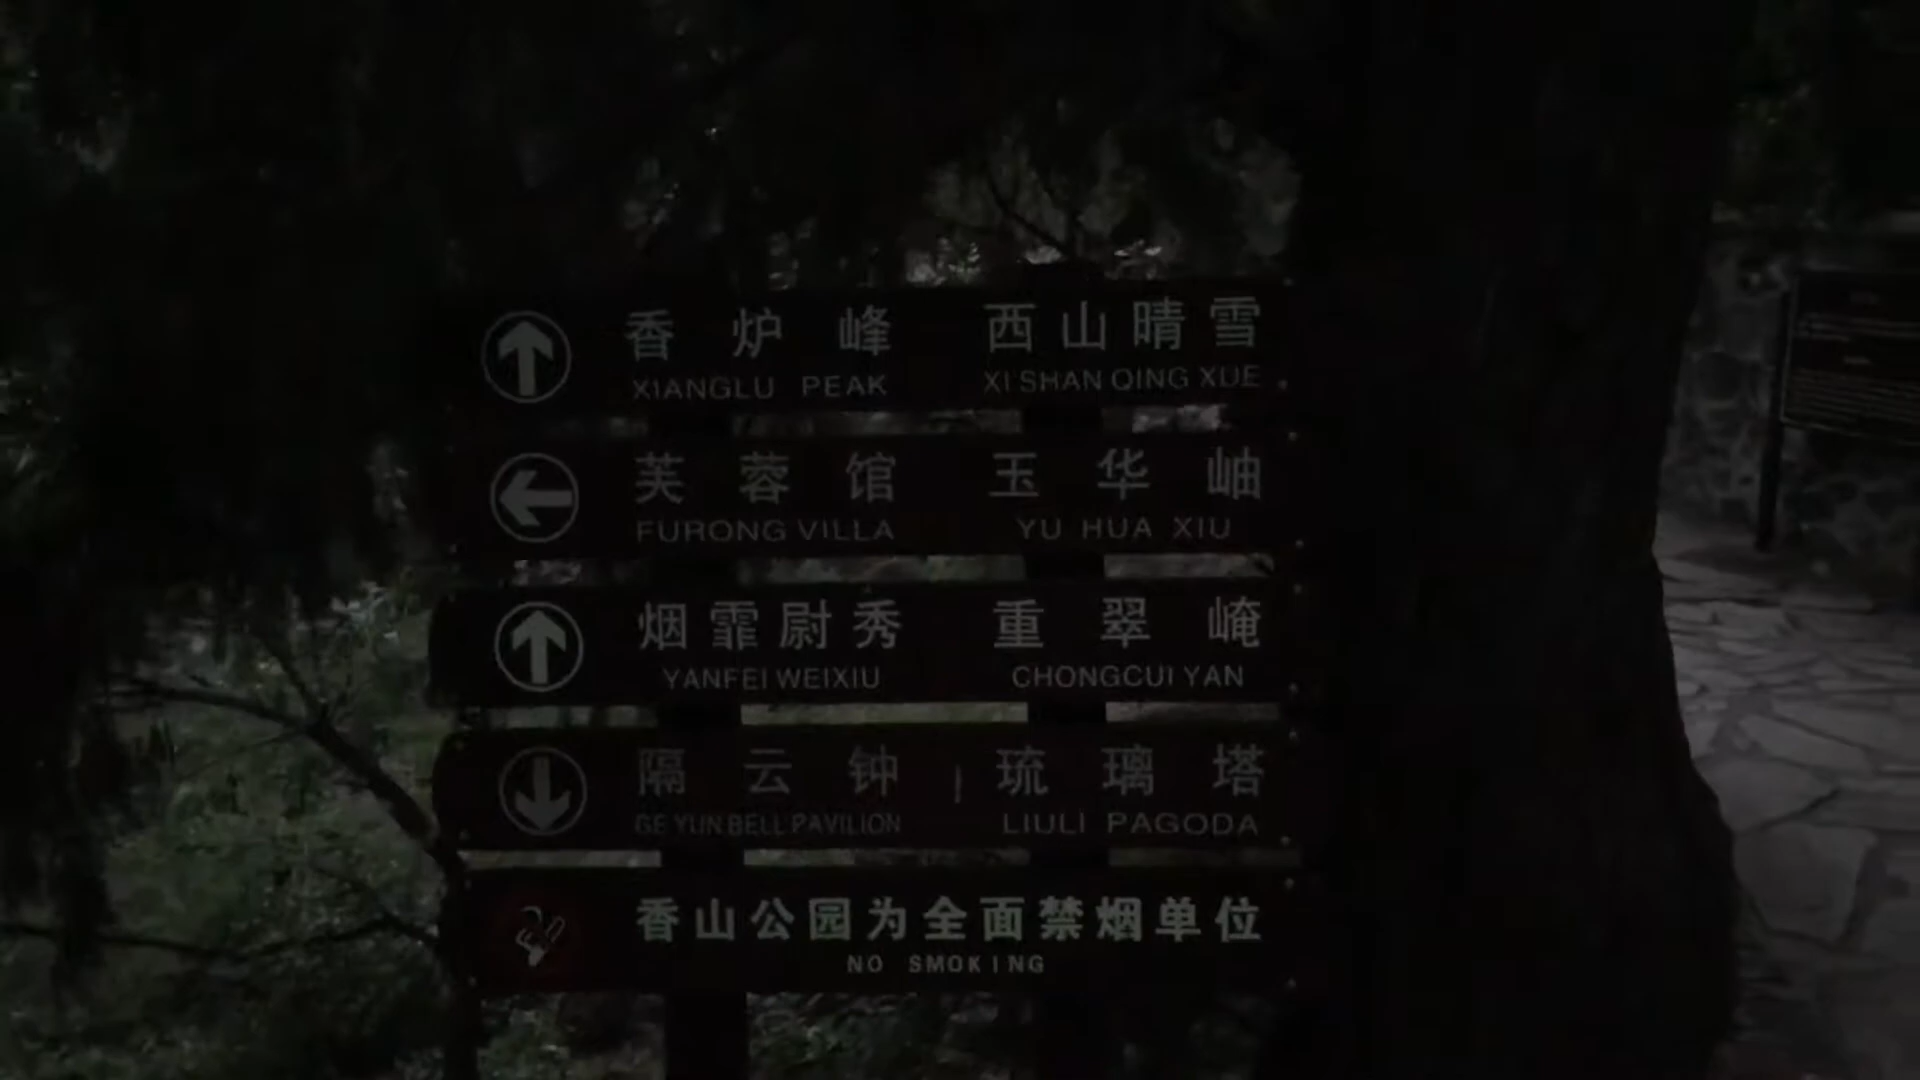 香炉峰 西山晴雪
XIANGLU PEAK XI SHAN QING XUE
芙蓉馆 玉华岫
FURONG VILLA YU HUA XIU
烟霏尉秀 重翠崦
YANFEI WEIXIU CHONGCUI YAN
隔云钟 琉璃塔
GE YUN BELL PAVILION LIULI PAGODA
香山公园为全面禁烟单位
NO SMOKING